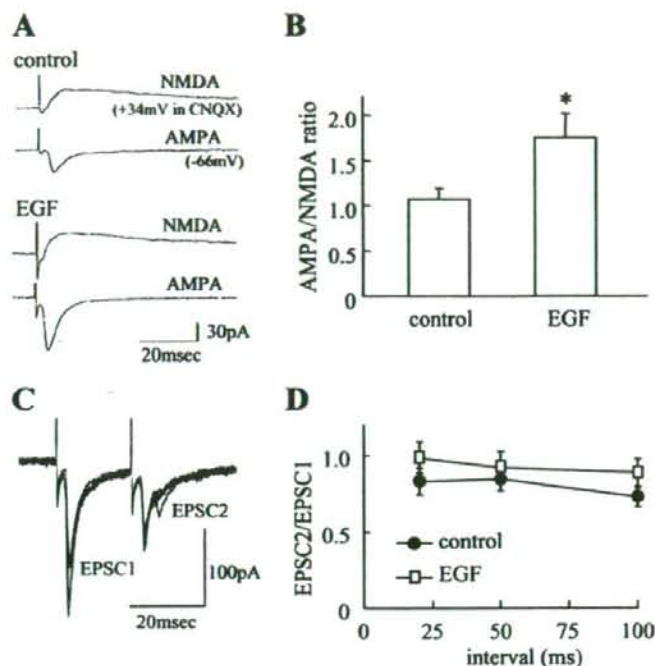 A
control
NMDA
(+34mV in CNQX)
AMPA
(-66mV)
EGF
NMDA
AMPA
30pA
20msec
B
AMPA/NMDA ratio
2.0
1.5
1.0
0.5
0
*
control
EGF
C
EPSC1
EPSC2
100pA
20msec
D
EPSC2/EPSC1
1.0
0.5
0
control
EGF
0
25
50
75
100
interval (ms)